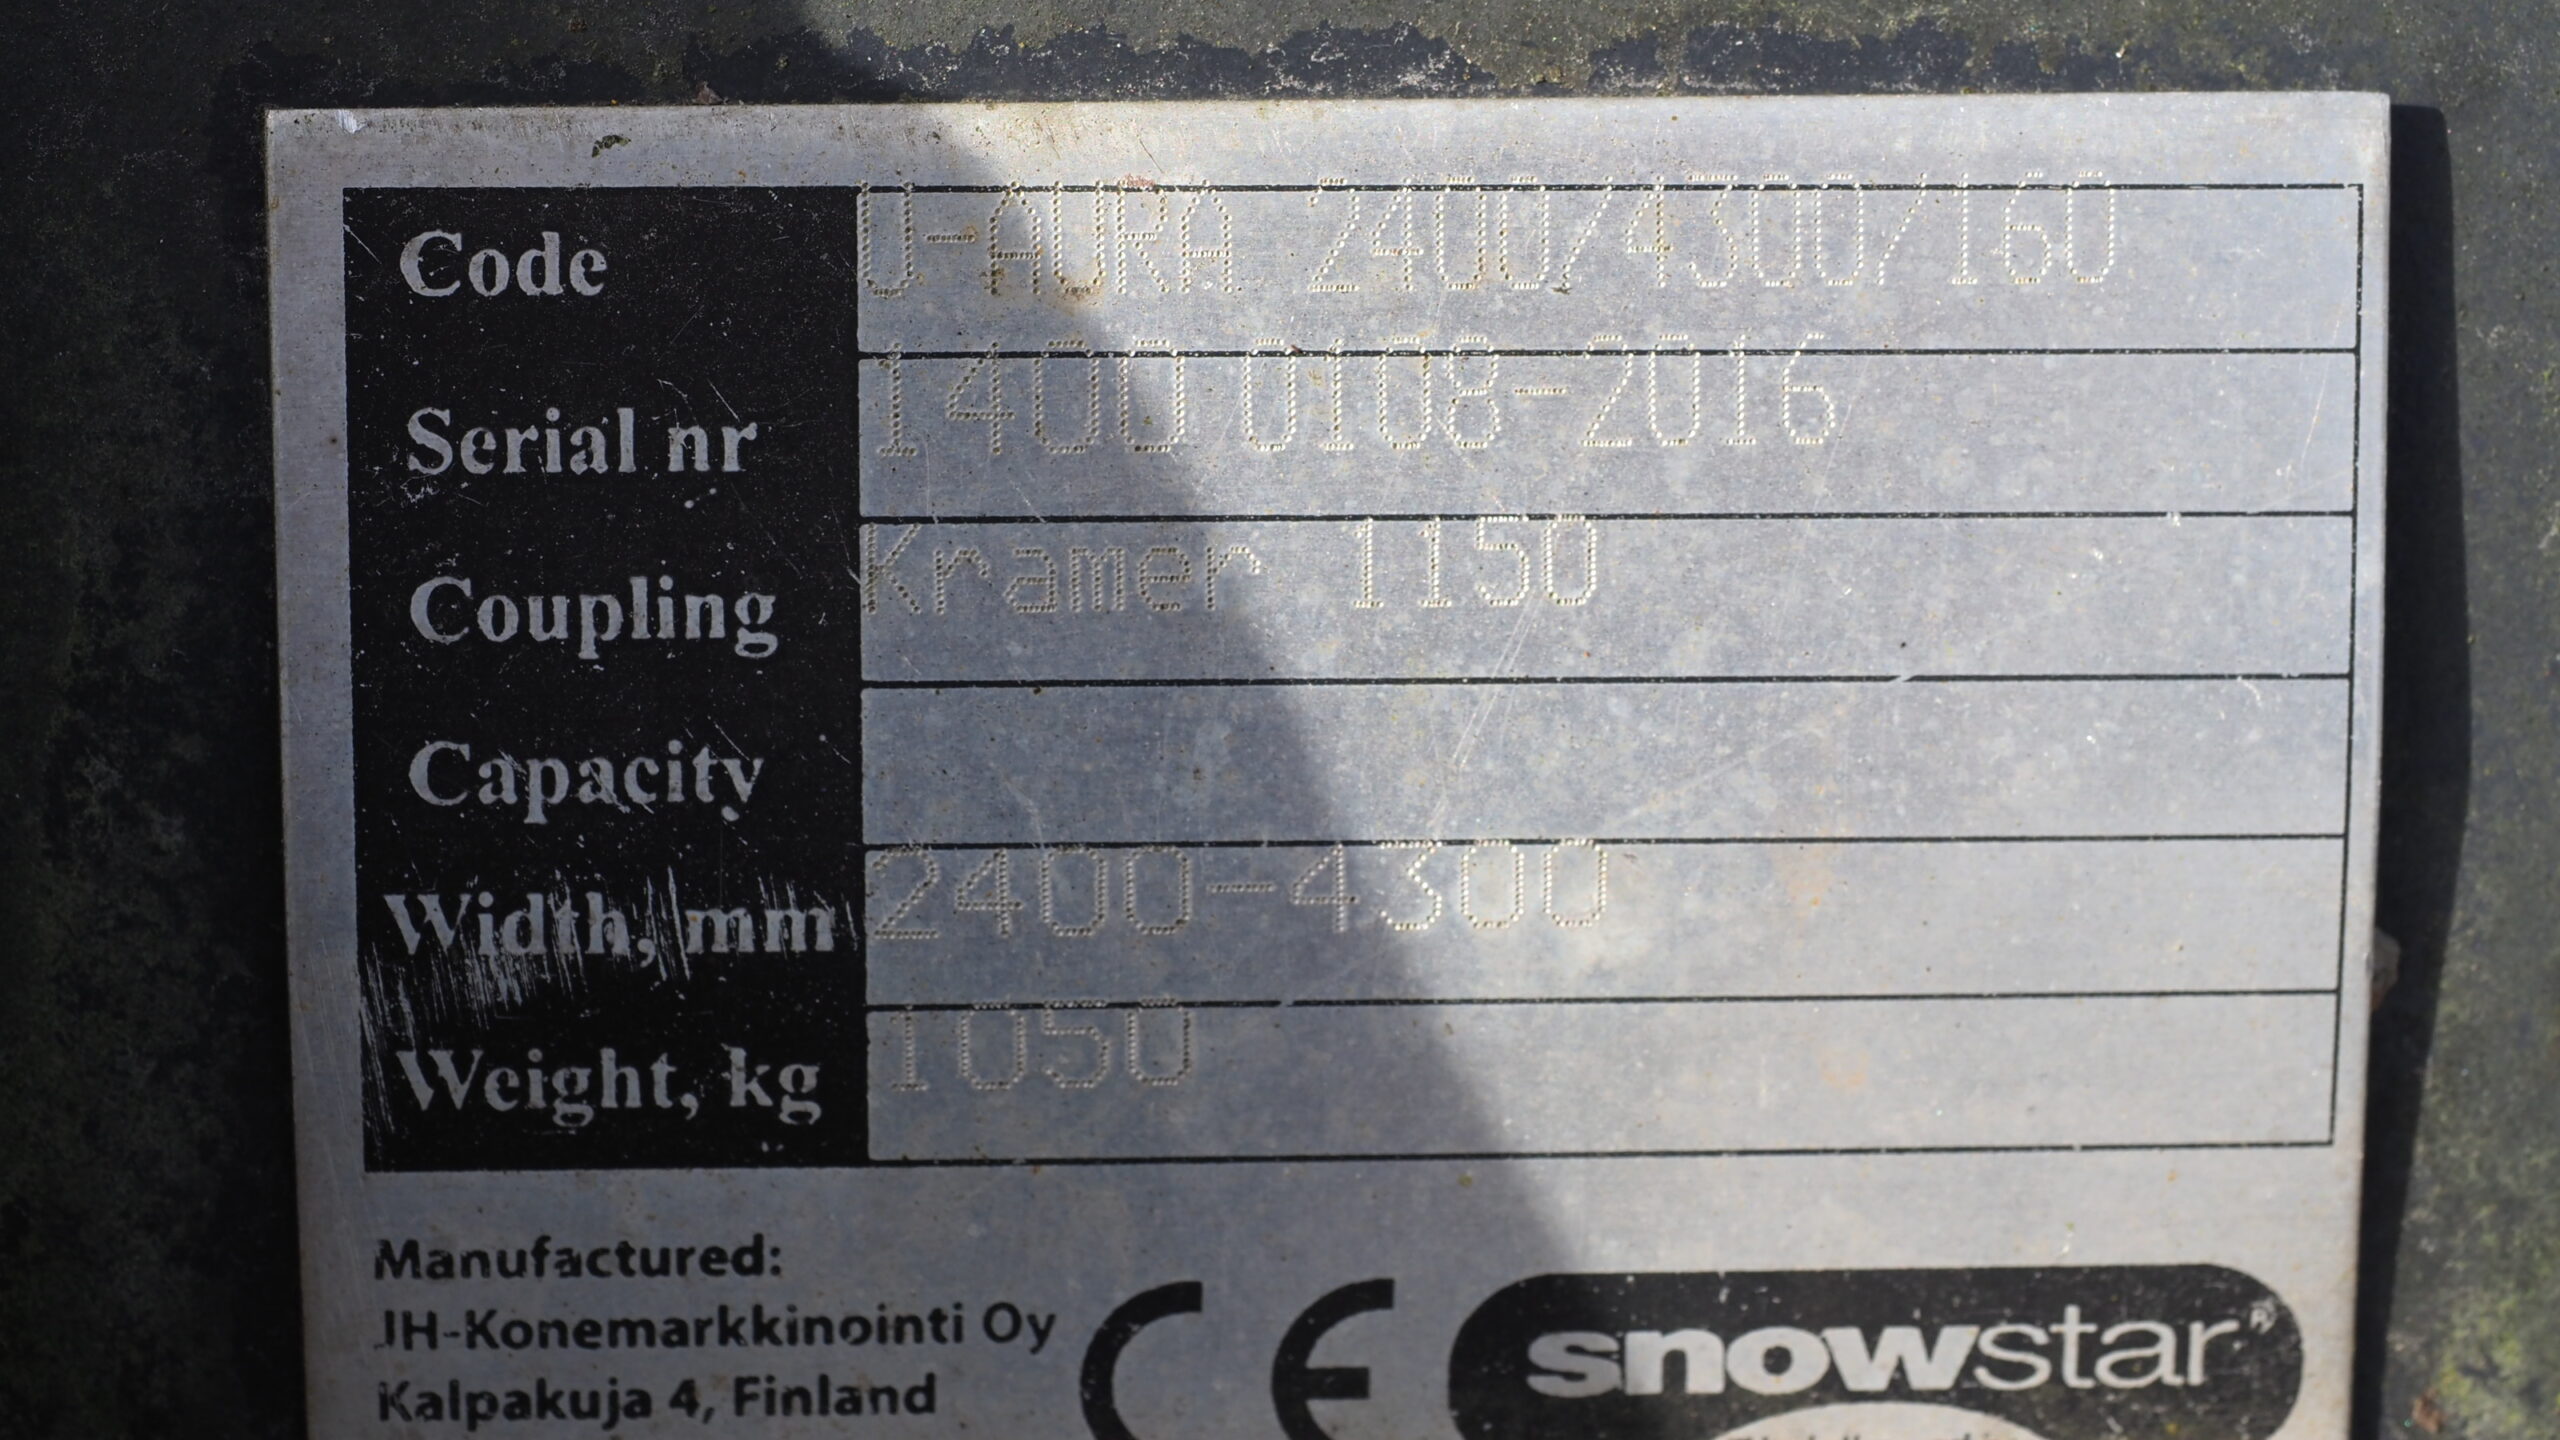 Code U-AURA 2400/4300/160
Serial nr 1400 0108-2016
Coupling Kramer 1150
Capacity
Width, mm 2400-4300
Weight, kg 1050
Manufactured:
JH-Konemarkkinointi Oy
Kalpakuja 4, Finland
CE
snowstar®